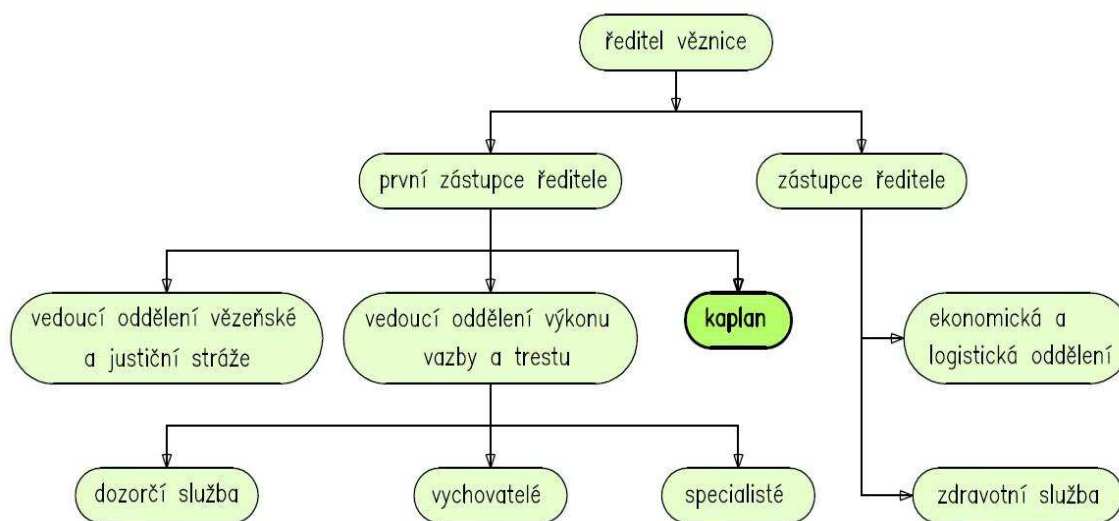 ředitel věznice
první zástupce ředitele
zástupce ředitele
vedoucí oddělení vězeňské
a justiční stráže
vedoucí oddělení výkonu
vazby a trestu
kaplan
ekonomická a
logistická oddělení
dozorčí služba
vychovatelé
specialisté
zdravotní služba